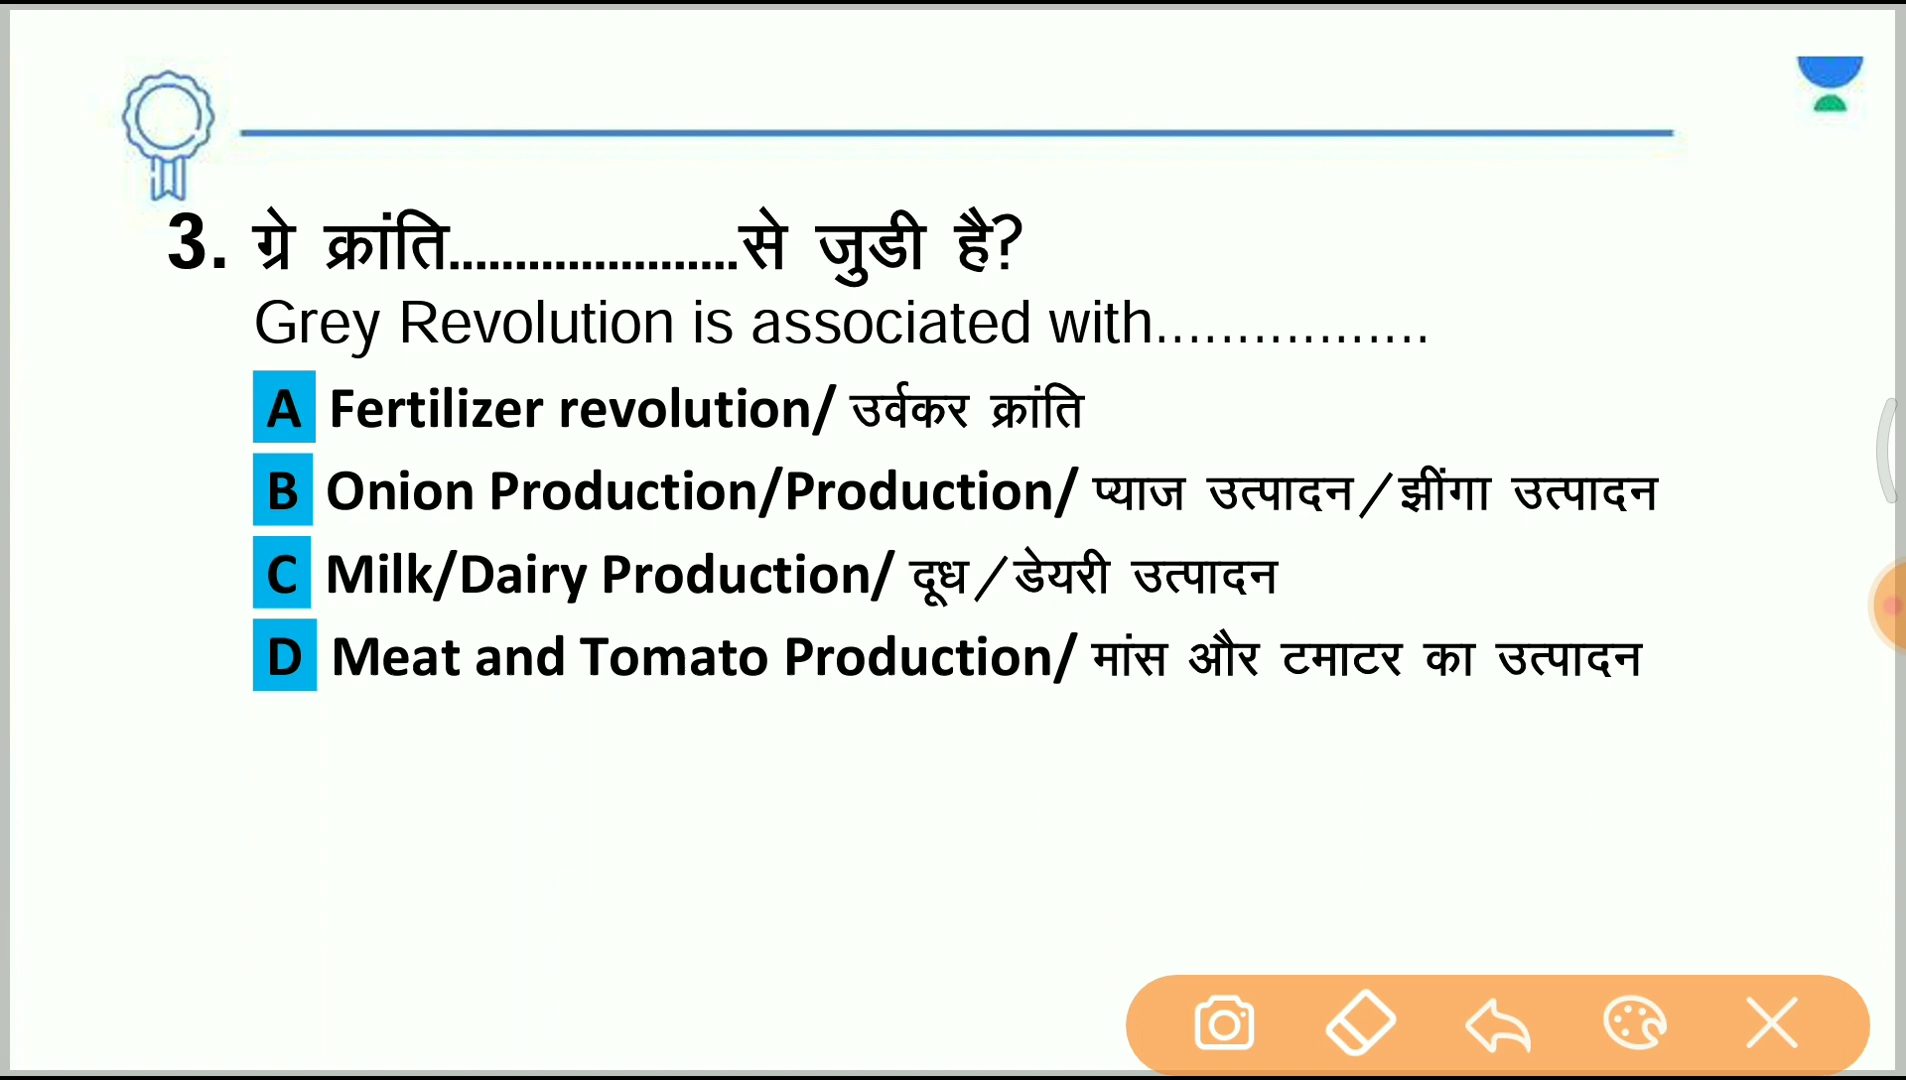 3. ग्रे क्रांति......................से जुडी है?
Grey Revolution is associated with.................
A Fertilizer revolution/ उर्वकर क्रांति
B Onion Production/Production/ प्याज उत्पादन/झींगा उत्पादन
C Milk/Dairy Production/ दूध/डेयरी उत्पादन
D Meat and Tomato Production/ मांस और टमाटर का उत्पादन